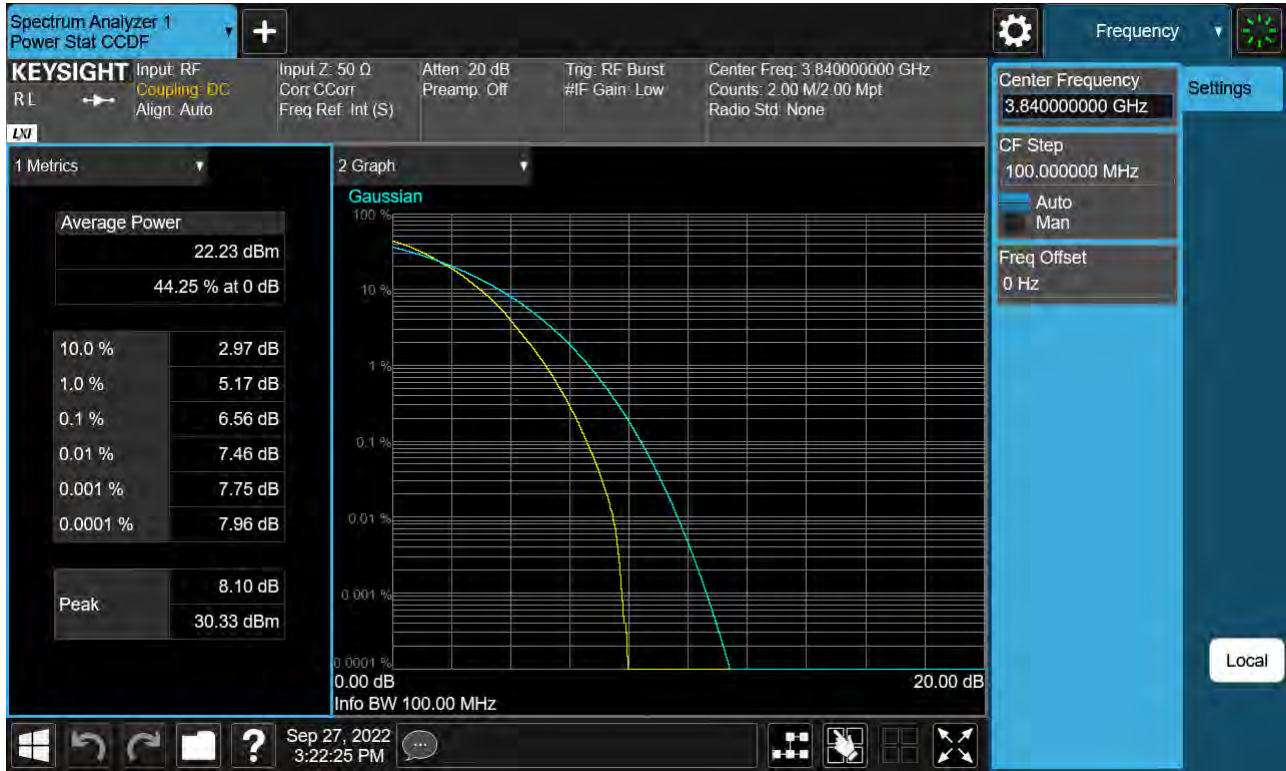 Spectrum Analyzer 1
Power Stat CCDF
Frequency
KEYSIGHT
RL
LXI
Input: RF
Coupling: DC
Align: Auto
Input Z: 50 Ω
Corr CCorr
Freq Ref: Int (S)
Atten: 20 dB
Preamp: Off
Trig: RF Burst
#IF Gain: Low
Center Freq: 3.840000000 GHz
Counts: 2.00 M/2.00 Mpt
Radio Std: None
Center Frequency
3.840000000 GHz
Settings
CF Step
100.000000 MHz
Auto
Man
Freq Offset
0 Hz
Local
1 Metrics
Average Power
22.23 dBm
44.25 % at 0 dB
10.0 % 2.97 dB
1.0 % 5.17 dB
0.1 % 6.56 dB
0.01 % 7.46 dB
0.001 % 7.75 dB
0.0001 % 7.96 dB
Peak
8.10 dB
30.33 dBm
2 Graph
Gaussian
100 %
10 %
1 %
0.1 %
0.01 %
0.001 %
0.0001 %
0.00 dB 20.00 dB
Info BW 100.00 MHz
?
Sep 27, 2022
3:22:25 PM